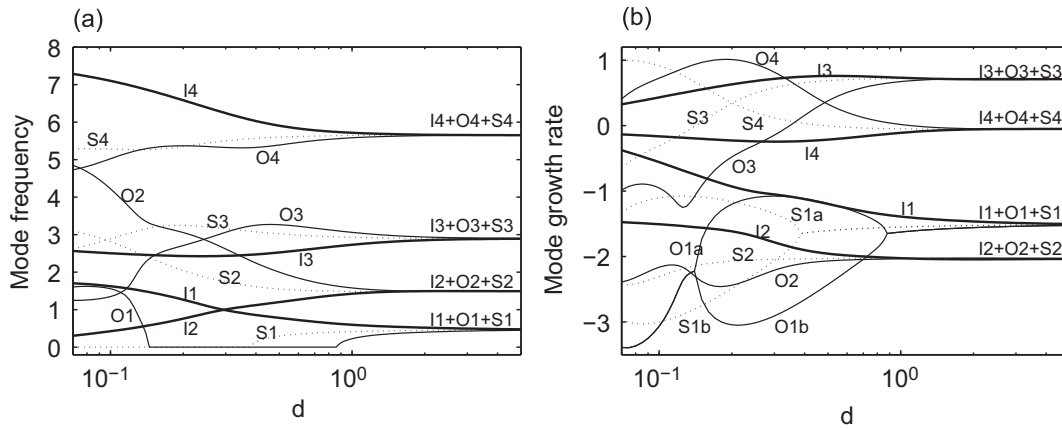 (a)
Mode frequency
8
7
6
5
4
3
2
1
0
I4
S4
O4
O2
S3
O3
I3
S2
I1
I2
O1
S1
I4+O4+S4
I3+O3+S3
I2+O2+S2
I1+O1+S1
10⁻¹
10⁰
d
(b)
Mode growth rate
1
0
−1
−2
−3
O4
I3
S3
S4
I4
O3
S1a
I1
I2
O1a
S2
O2
S1b
O1b
I3+O3+S3
I4+O4+S4
I1+O1+S1
I2+O2+S2
10⁻¹
10⁰
d